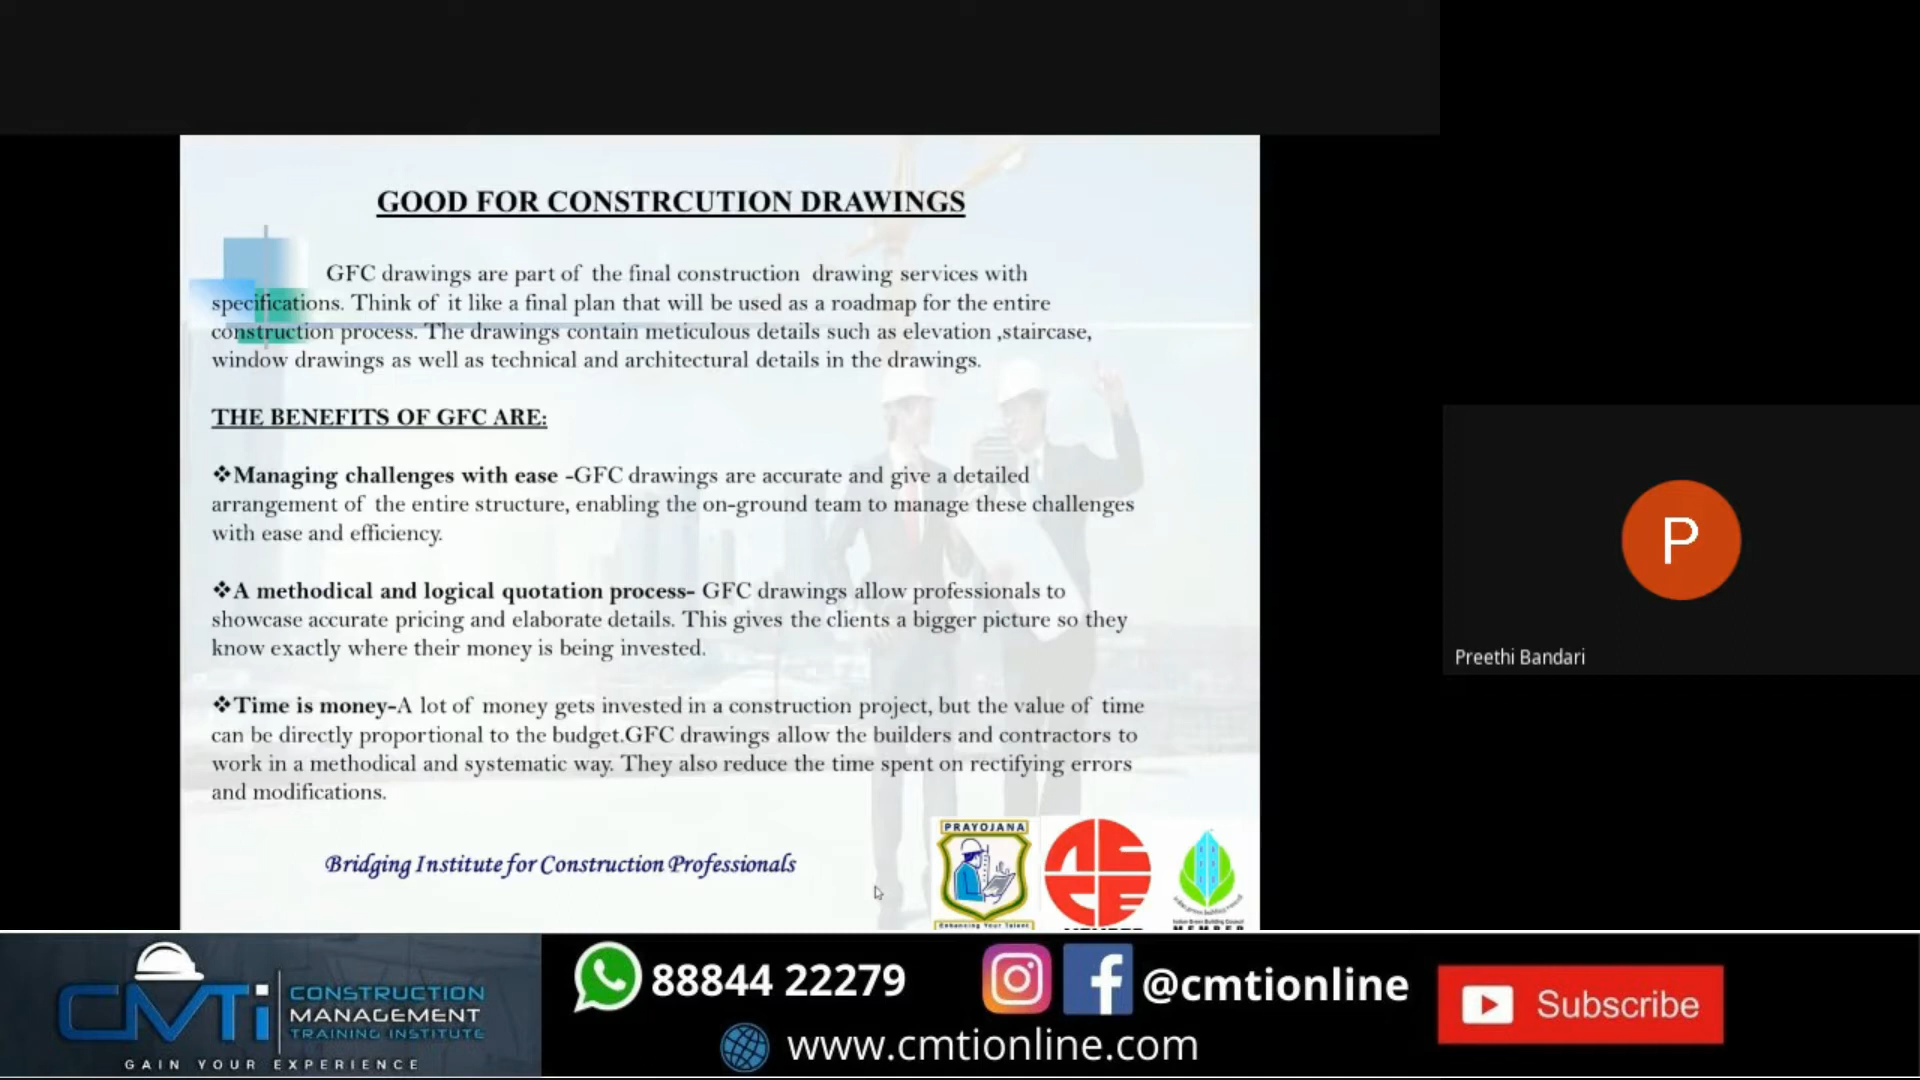 GOOD FOR CONSTRCUTION DRAWINGS
GFC drawings are part of the final construction drawing services with
specifications. Think of it like a final plan that will be used as a roadmap for the entire
construction process. The drawings contain meticulous details such as elevation ,staircase,
window drawings as well as technical and architectural details in the drawings.
THE BENEFITS OF GFC ARE:
❖Managing challenges with ease -GFC drawings are accurate and give a detailed
arrangement of the entire structure, enabling the on-ground team to manage these challenges
with ease and efficiency.
❖A methodical and logical quotation process- GFC drawings allow professionals to
showcase accurate pricing and elaborate details. This gives the clients a bigger picture so they
know exactly where their money is being invested.
❖Time is money-A lot of money gets invested in a construction project, but the value of time
can be directly proportional to the budget.GFC drawings allow the builders and contractors to
work in a methodical and systematic way. They also reduce the time spent on rectifying errors
and modifications.
Bridging Institute for Construction Professionals
PRAYOJANA
Enhancing Your Talent
Indian Green Building Council
MEMBER
P
Preethi Bandari
CMTi
CONSTRUCTION
MANAGEMENT
TRAINING INSTITUTE
GAIN YOUR EXPERIENCE
88844 22279
@cmtionline
www.cmtionline.com
Subscribe